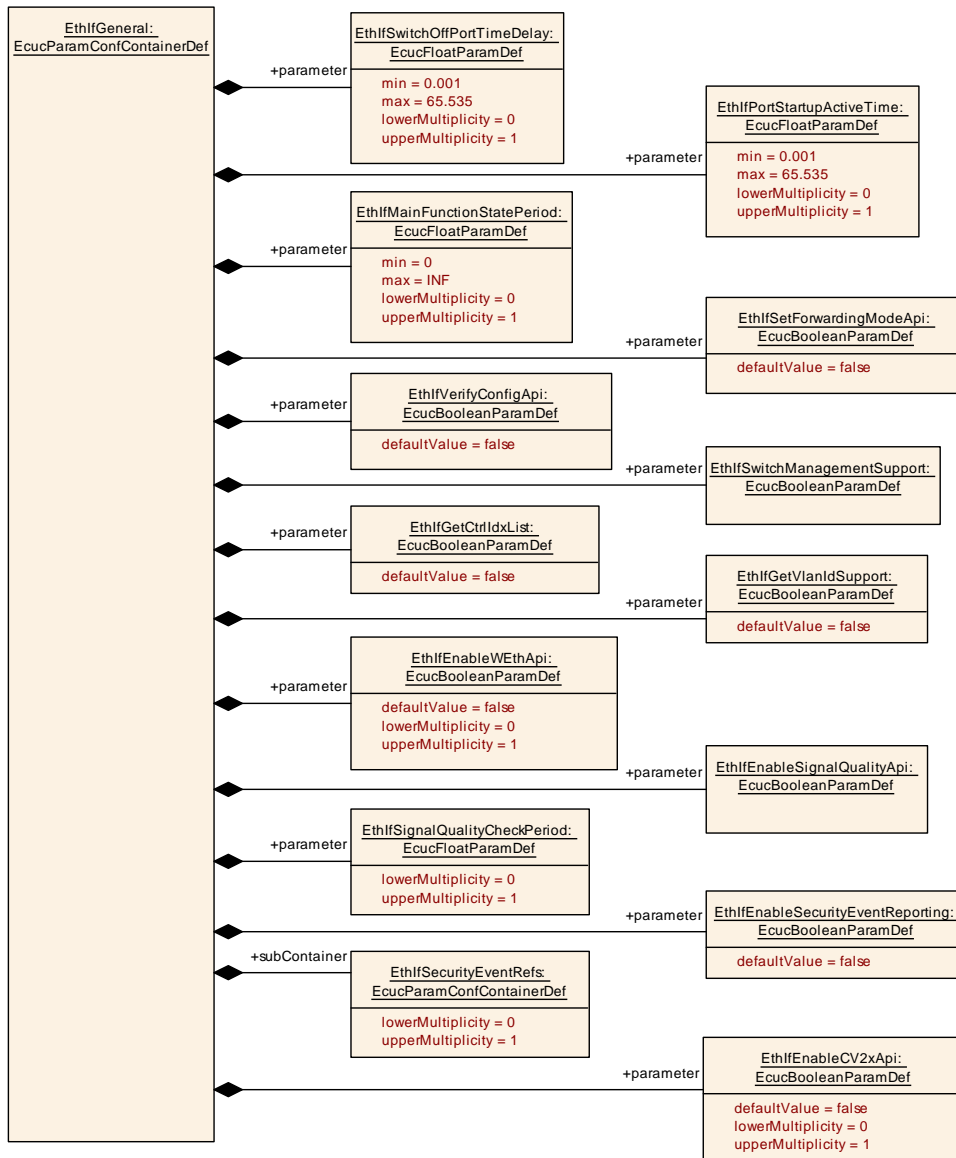 EthIfGeneral:
EcucParamConfContainerDef
EthIfSwitchOffPortTimeDelay:
EcucFloatParamDef
min = 0.001
max = 65.535
lowerMultiplicity = 0
upperMultiplicity = 1
+parameter
EthIfPortStartupActiveTime:
EcucFloatParamDef
min = 0.001
max = 65.535
lowerMultiplicity = 0
upperMultiplicity = 1
+parameter
EthIfMainFunctionStatePeriod:
EcucFloatParamDef
min = 0
max = INF
lowerMultiplicity = 0
upperMultiplicity = 1
+parameter
EthIfSetForwardingModeApi:
EcucBooleanParamDef
defaultValue = false
+parameter
EthIfVerifyConfigApi:
EcucBooleanParamDef
defaultValue = false
+parameter
EthIfSwitchManagementSupport:
EcucBooleanParamDef
+parameter
EthIfGetCtrlIdxList:
EcucBooleanParamDef
defaultValue = false
+parameter
EthIfGetVlanIdSupport:
EcucBooleanParamDef
defaultValue = false
+parameter
EthIfEnableWEthApi:
EcucBooleanParamDef
defaultValue = false
lowerMultiplicity = 0
upperMultiplicity = 1
+parameter
EthIfEnableSignalQualityApi:
EcucBooleanParamDef
+parameter
EthIfSignalQualityCheckPeriod:
EcucFloatParamDef
lowerMultiplicity = 0
upperMultiplicity = 1
+parameter
EthIfEnableSecurityEventReporting:
EcucBooleanParamDef
defaultValue = false
+parameter
+subContainer
EthIfSecurityEventRefs:
EcucParamConfContainerDef
lowerMultiplicity = 0
upperMultiplicity = 1
EthIfEnableCV2xApi:
EcucBooleanParamDef
defaultValue = false
lowerMultiplicity = 0
upperMultiplicity = 1
+parameter